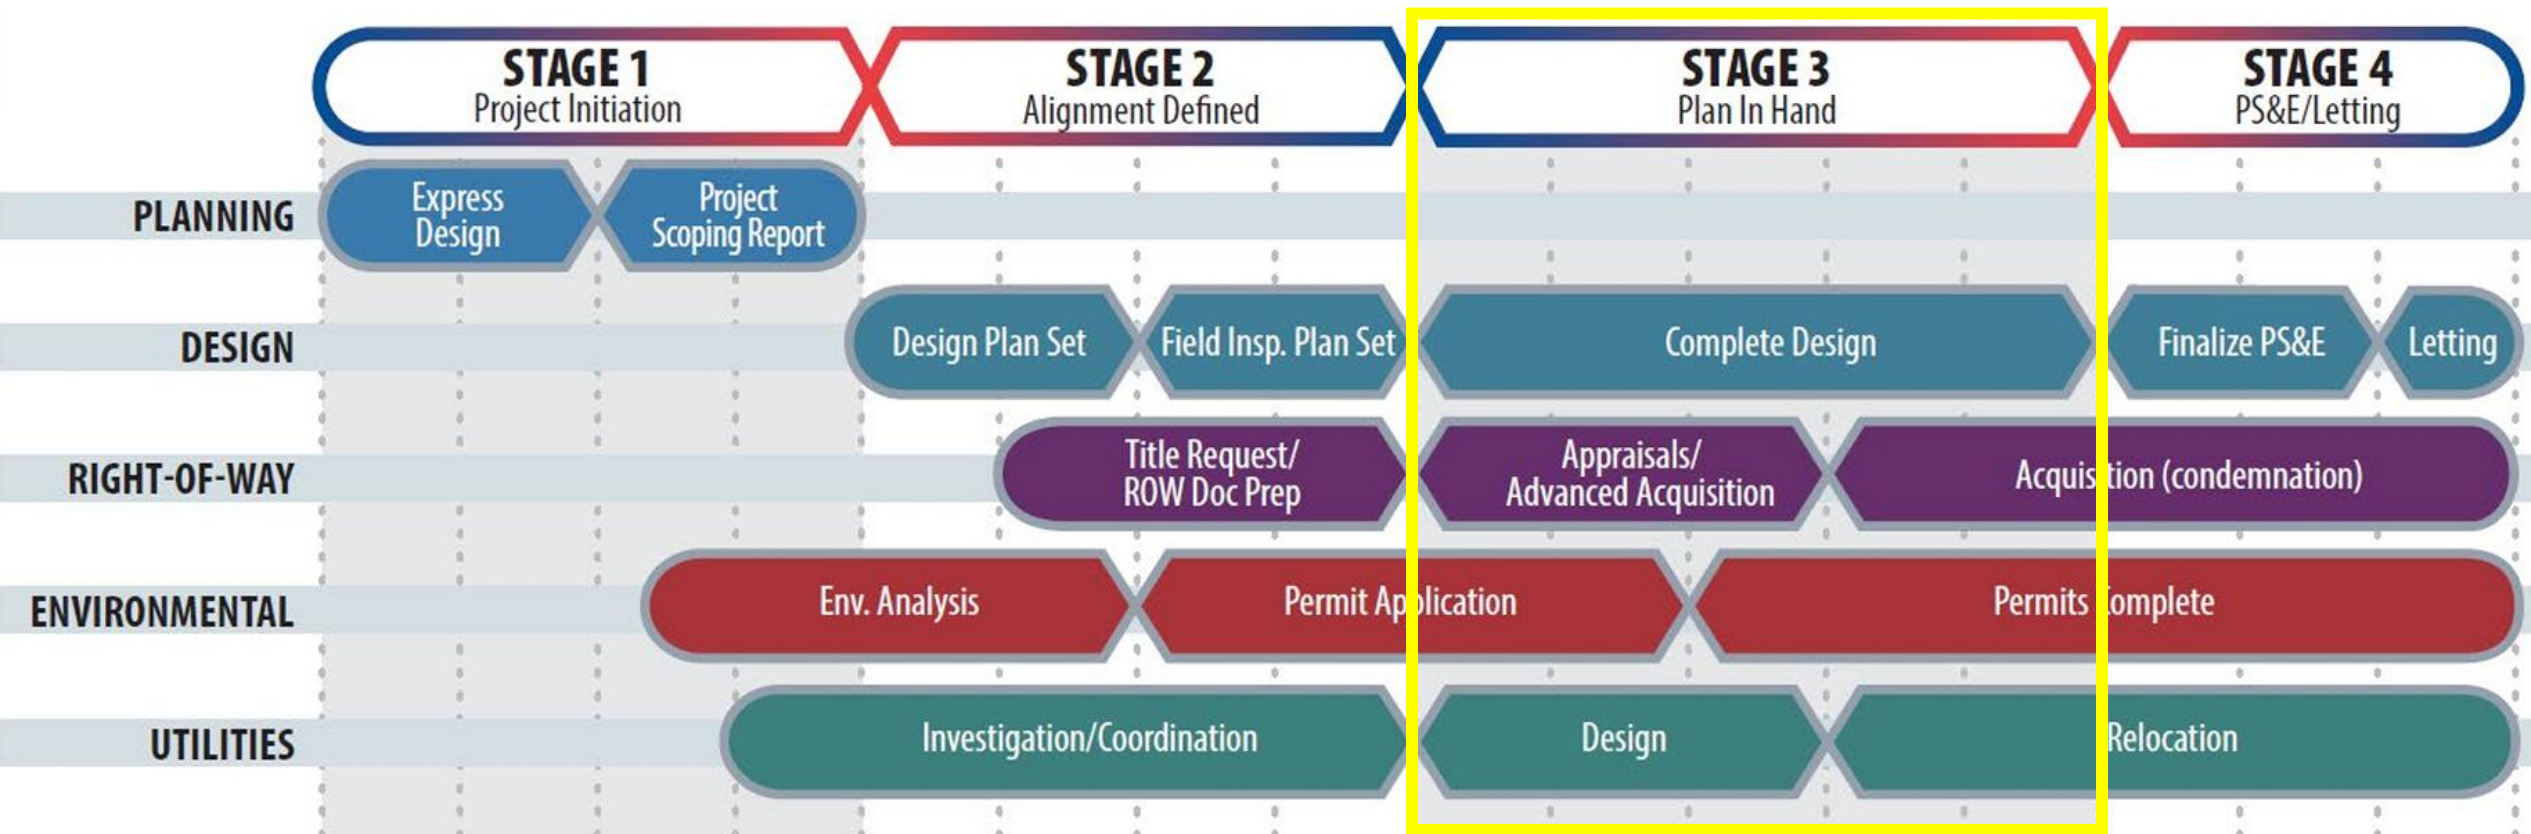 STAGE 1
Project Initiation
STAGE 2
Alignment Defined
STAGE 3
Plan In Hand
STAGE 4
PS&E/Letting
PLANNING
Express
Design
Project
Scoping Report
DESIGN
Design Plan Set
Field Insp. Plan Set
Complete Design
Finalize PS&E
Letting
RIGHT-OF-WAY
Title Request/
ROW Doc Prep
Appraisals/
Advanced Acquisition
Acquisition (condemnation)
ENVIRONMENTAL
Env. Analysis
Permit Application
Permits Complete
UTILITIES
Investigation/Coordination
Design
Relocation